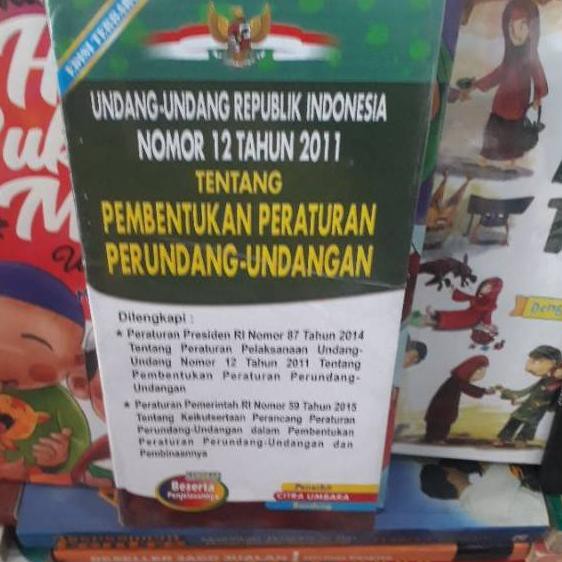 EDISI TERBARU
UNDANG-UNDANG REPUBLIK INDONESIA
NOMOR 12 TAHUN 2011
TENTANG
PEMBENTUKAN PERATURAN
PERUNDANG-UNDANGAN
Dilengkapi :
★ Peraturan Presiden RI Nomor 87 Tahun 2014
Tentang Peraturan Pelaksanaan Undang-
Undang Nomor 12 Tahun 2011 Tentang
Pembentukan Peraturan Perundang-
Undangan
★ Peraturan Pemerintah RI Nomor 59 Tahun 2015
Tentang Keikutsertaan Perancang Peraturan
Perundang-Undangan dalam Pembentukan
Peraturan Perundang-Undangan dan
Pembinaannya
Beserta
Penjelasannya
Penerbit
CITRA UMBARA
Bandung
RESELLER JAGO JUALAN